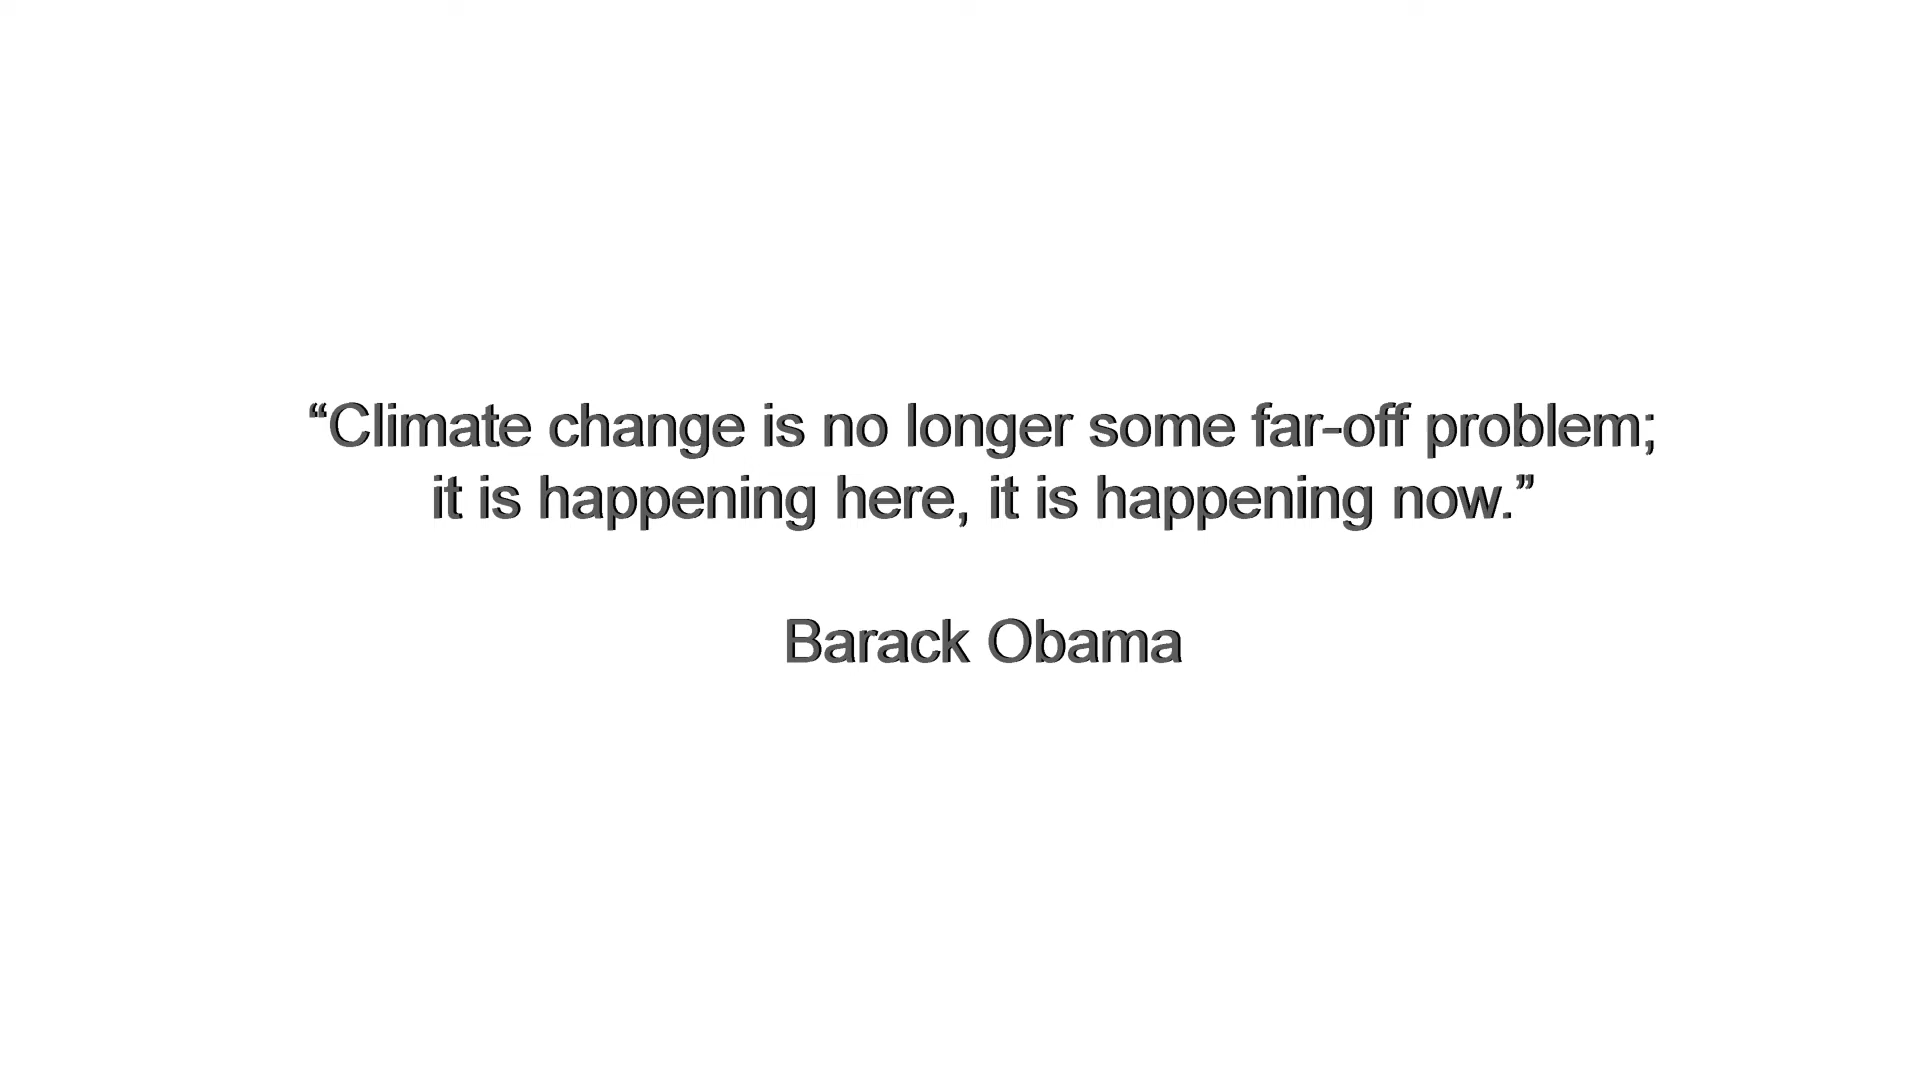 “Climate change is no longer some far-off problem;
it is happening here, it is happening now.”
Barack Obama